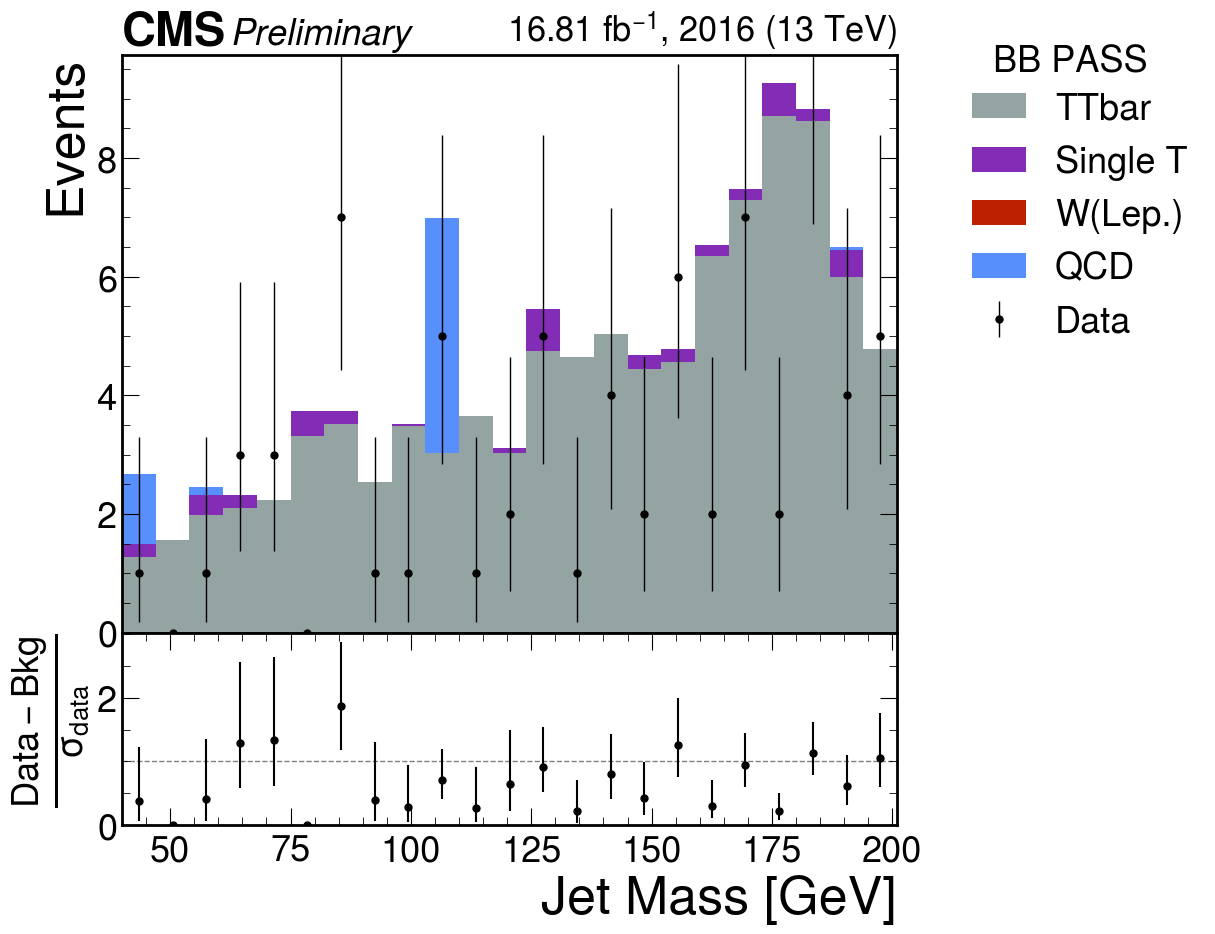 CMS Preliminary 16.81 fb⁻¹, 2016 (13 TeV)
BB PASS
TTbar
Single T
W(Lep.)
QCD
Data
Events
8
6
4
2
0
Data − Bkg
σdata
2
0
50 75 100 125 150 175 200
Jet Mass [GeV]